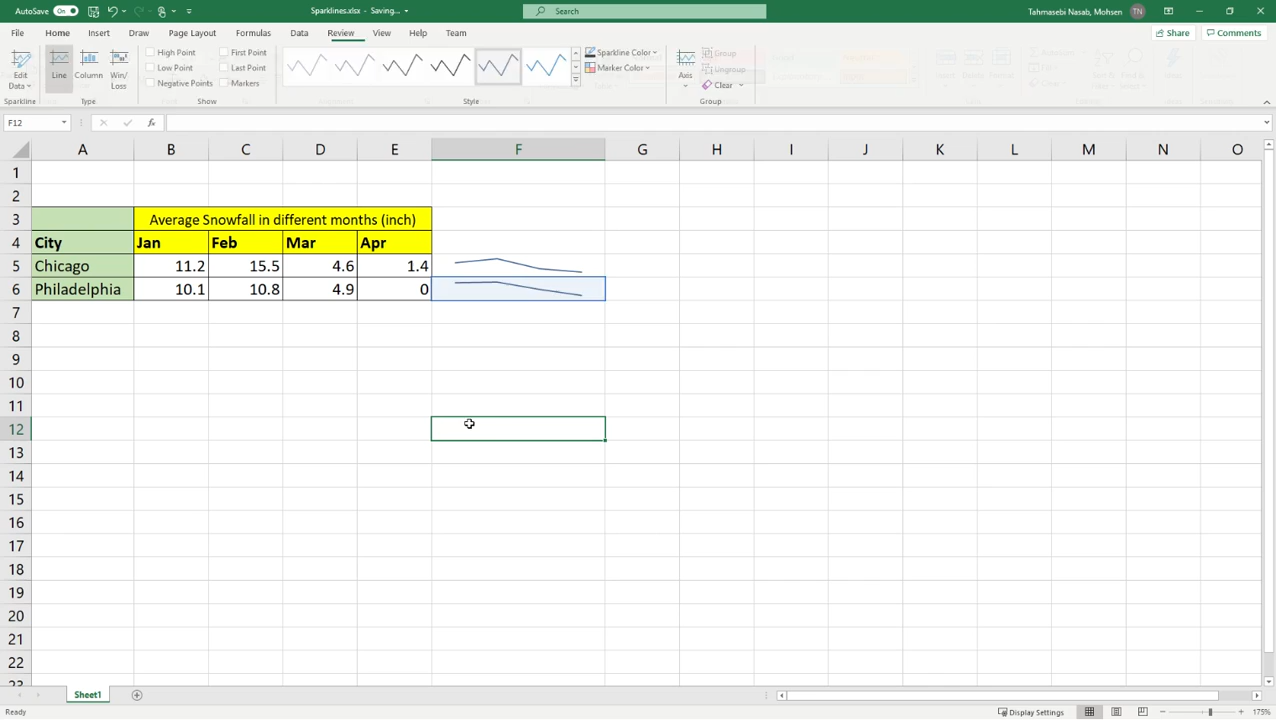 AutoSave On Sparklines.xlsx - Saving... Search Tahmasebi Nasab, Mohsen TN
File Home Insert Draw Page Layout Formulas Data Review View Help Team Share Comments
Edit Data Line Column Win/Loss
High Point First Point
Low Point Last Point
Negative Points Markers
Sparkline Color
Marker Color
Axis
Group
Ungroup
Clear
Sparkline Type Show Style Group
F12 fx
A B C D E F G H I J K L M N O
1
2
3 Average Snowfall in different months (inch)
4 City Jan Feb Mar Apr
5 Chicago 11.2 15.5 4.6 1.4
6 Philadelphia 10.1 10.8 4.9 0
7
8
9
10
11
12
13
14
15
16
17
18
19
20
21
22
23
Sheet1
Ready Display Settings 175%